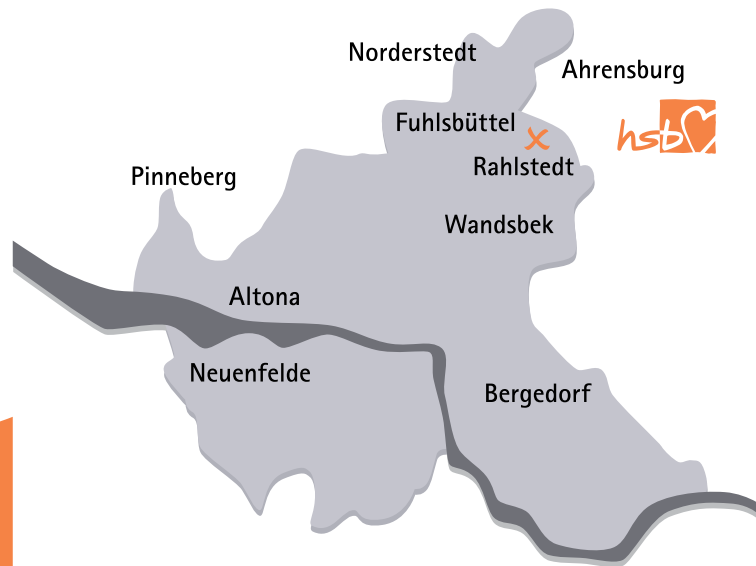 Norderstedt
Ahrensburg
Fuhlsbüttel
hsb
Rahlstedt
Pinneberg
Wandsbek
Altona
Neuenfelde
Bergedorf